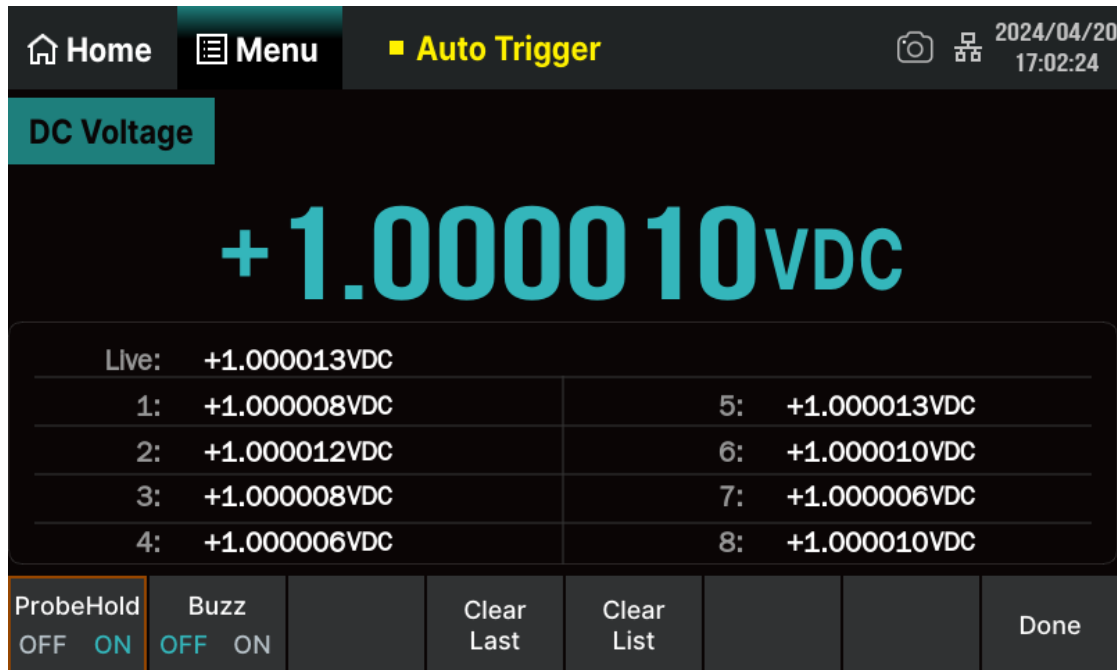 Home Menu Auto Trigger 2024/04/20
17:02:24
DC Voltage
+1.000010VDC
Live: +1.000013VDC
1: +1.000008VDC 5: +1.000013VDC
2: +1.000012VDC 6: +1.000010VDC
3: +1.000008VDC 7: +1.000006VDC
4: +1.000006VDC 8: +1.000010VDC
ProbeHold Buzz Clear Clear Done
OFF ON OFF ON Last List